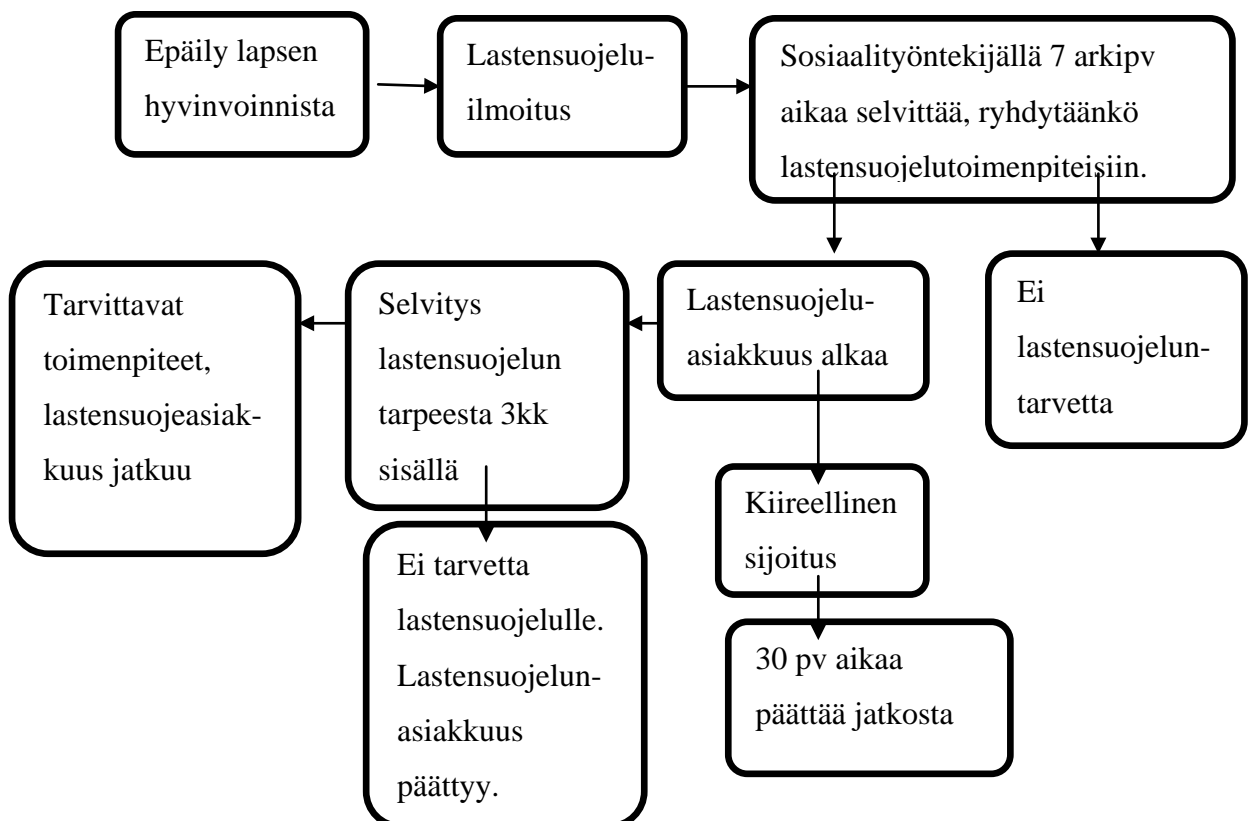 Epäily lapsen
hyvinvoinnista
Lastensuojelu-
ilmoitus
Sosiaalityöntekijällä 7 arkipv
aikaa selvittää, ryhdytäänkö
lastensuojelutoimenpiteisiin.
Tarvittavat
toimenpiteet,
lastensuojeasiak-
kuus jatkuu
Selvitys
lastensuojelun
tarpeesta 3kk
sisällä
Lastensuojelu-
asiakkuus alkaa
Ei
lastensuojelun-
tarvetta
Kiireellinen
sijoitus
Ei tarvetta
lastensuojelulle.
Lastensuojelun-
asiakkuus
päättyy.
30 pv aikaa
päättää jatkosta